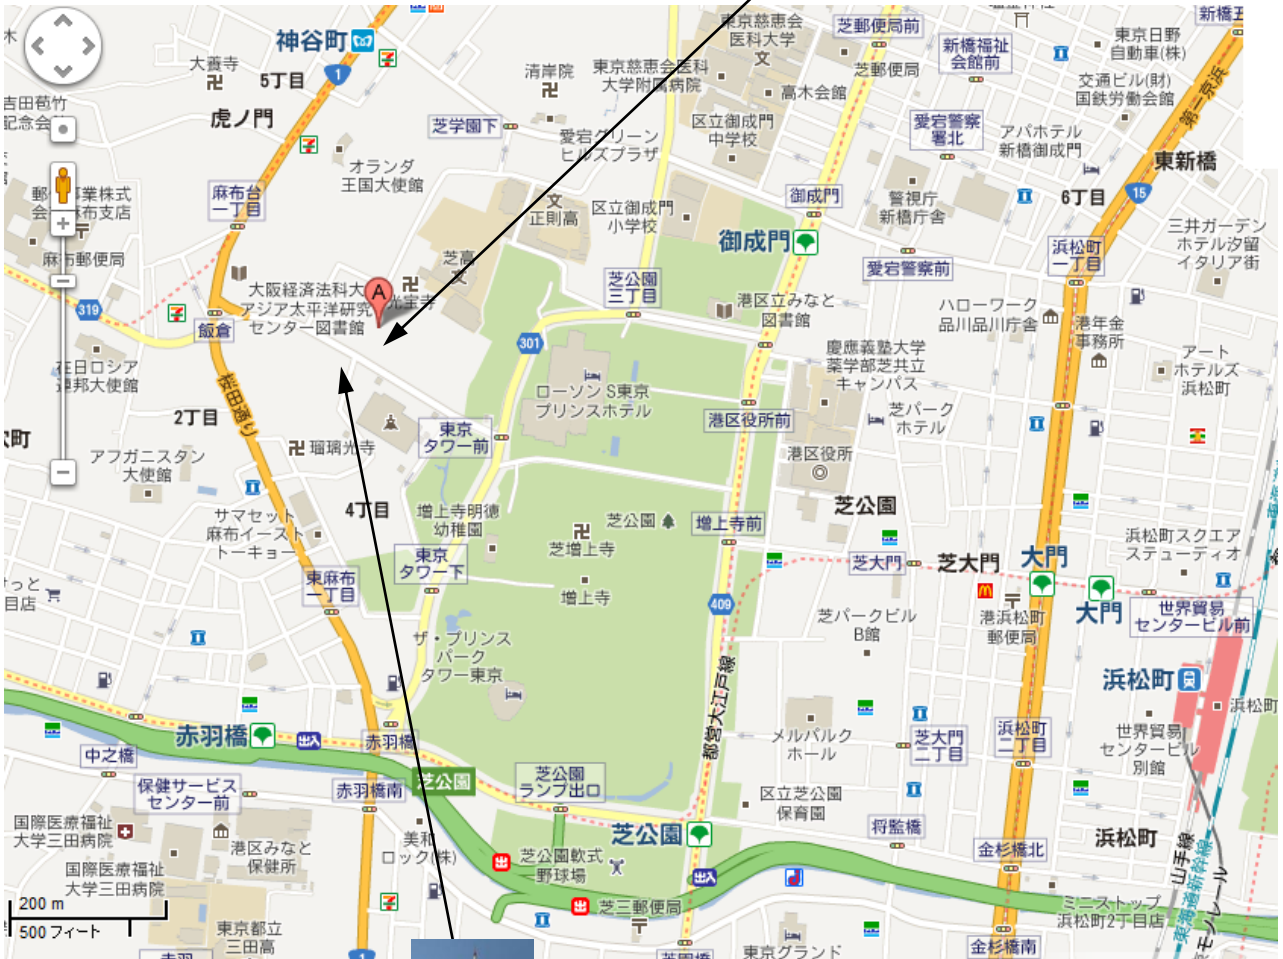 神谷町
1
大養寺
5丁目
虎ノ門
清岸院
東京慈恵会医科
大学附属病院
東京慈恵会
医科大学
芝郵便局前
芝郵便局
新橋福祉
会館前
東京日野
自動車(株)
交通ビル(財)
国鉄労働会館
第一京浜
高木会館
芝学園下
愛宕グリーン
ヒルズプラザ
区立御成門
中学校
愛宕警察
署北
アパホテル
新橋御成門
東新橋
オランダ
王国大使館
麻布台
一丁目
正則高
区立御成門
小学校
御成門
御成門
警視庁
新橋庁舎
6丁目
15
三井ガーデン
ホテル汐留
イタリア街
麻布郵便局
芝高
芝公園
三丁目
愛宕警察前
浜松町
一丁目
大阪経済法科大
アジア太平洋研究
センター図書館
A
光宝寺
319
飯倉
301
港区立みなと
図書館
ハローワーク
品川品川庁舎
港年金
事務所
アート
ホテルズ
浜松町
在日ロシア
連邦大使館
慶應義塾大学
薬学部芝共立
キャンパス
ローソン S東京
プリンスホテル
桜田通り
2丁目
東京
タワー前
港区役所前
芝パーク
ホテル
瑠璃光寺
アフガニスタン
大使館
港区役所
サマセット
麻布イースト
トーキョー
4丁目
増上寺明徳
幼稚園
芝公園
芝増上寺
増上寺前
芝公園
浜松町スクエア
ステューディオ
東京
タワー下
増上寺
芝大門
芝大門
大門
大門
東麻布
一丁目
409
芝パークビル
B館
港浜松町
郵便局
世界貿易
センタービル前
ザ・プリンス
パーク
タワー東京
都営大江戸線
浜松町
浜松町
赤羽橋
出入
赤羽橋
メルパルク
ホール
芝大門
二丁目
浜松町
二丁目
世界貿易
センタービル
別館
中之橋
保健サービス
センター前
赤羽橋南
芝公園
芝公園
ランプ出口
区立芝公園
保育園
国際医療福祉
大学三田病院
港区みなと
保健所
美和
ロック(株)
芝公園
将監橋
金杉橋北
浜松町
国際医療福祉
大学三田病院
芝公園軟式
野球場
出入
芝三郵便局
ミニストップ
浜松町2丁目店
山手線
東海道新幹線
モノレール
200 m
500 フィート
東京都立
三田高
東京グランド
金杉橋南